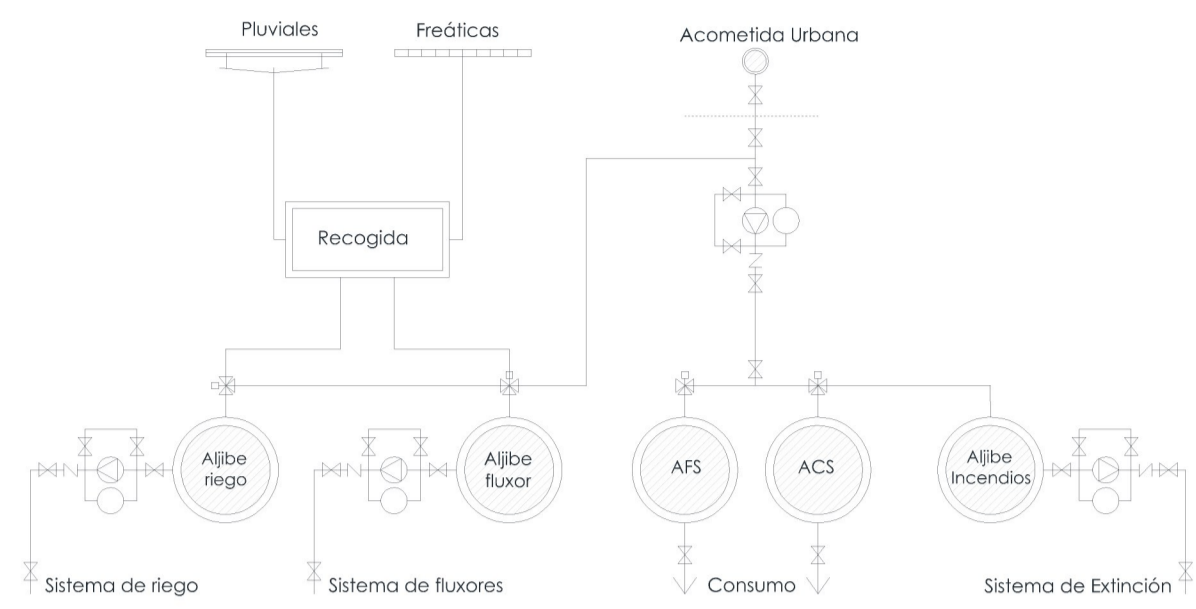 Pluviales
Freáticas
Acometida Urbana
Recogida
Aljibe
riego
Aljibe
fluxor
AFS
ACS
Aljibe
Incendios
Sistema de riego
Sistema de fluxores
Consumo
Sistema de Extinción